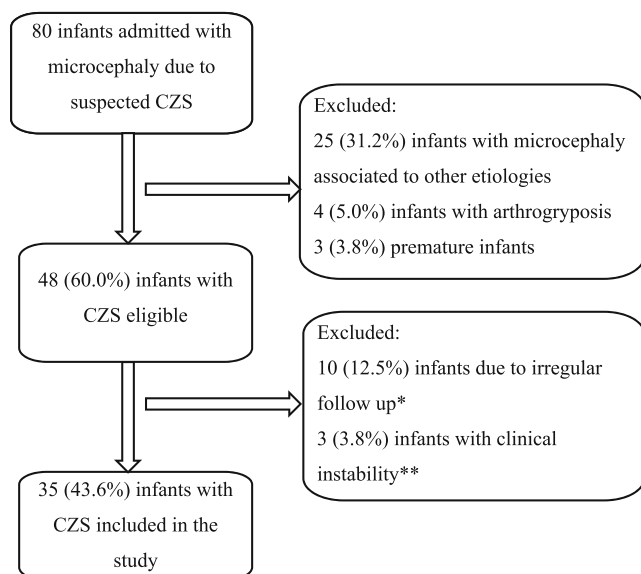 80 infants admitted with
microcephaly due to
suspected CZS
Excluded:
25 (31.2%) infants with microcephaly
associated to other etiologies
4 (5.0%) infants with arthrogryposis
3 (3.8%) premature infants
48 (60.0%) infants with
CZS eligible
Excluded:
10 (12.5%) infants due to irregular
follow up*
3 (3.8%) infants with clinical
instability**
35 (43.6%) infants with
CZS included in the
study